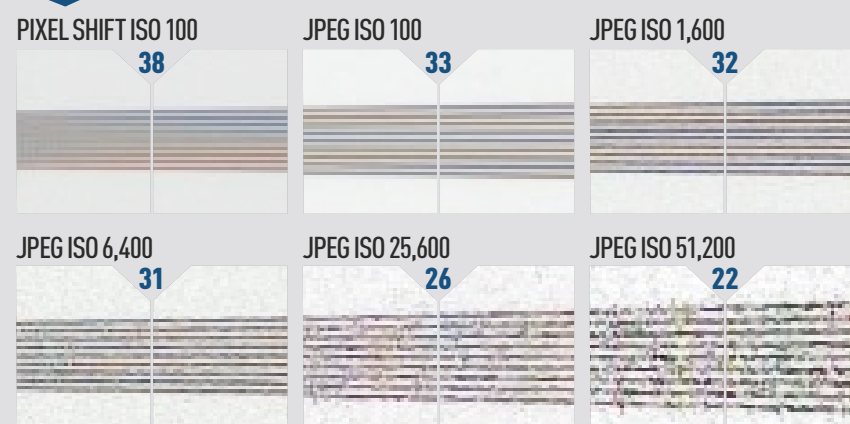 PIXEL SHIFT ISO 100
38
JPEG ISO 100
33
JPEG ISO 1,600
32
JPEG ISO 6,400
31
JPEG ISO 25,600
26
JPEG ISO 51,200
22